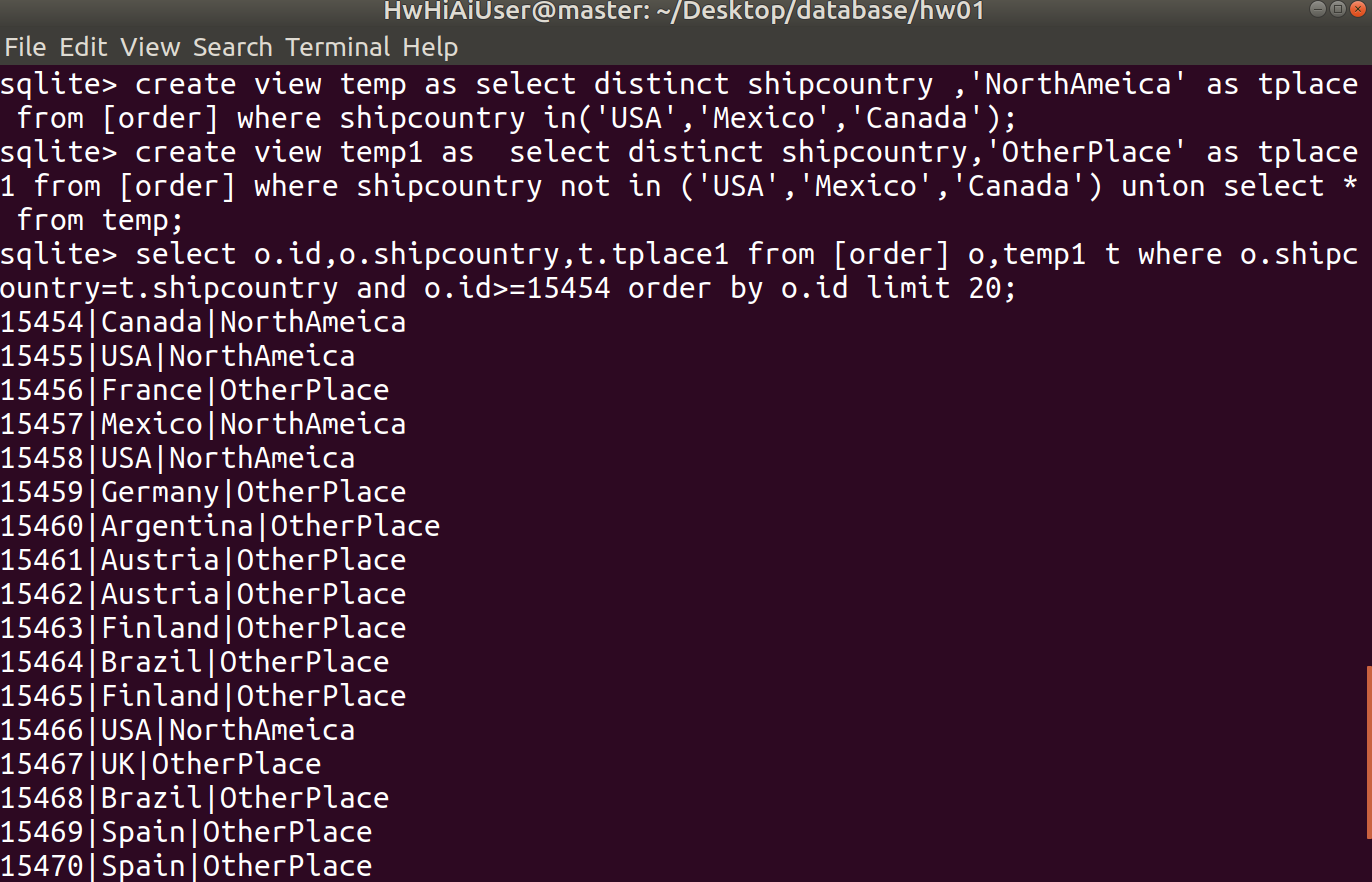 HwHiAiUser@master: ~/Desktop/database/hw01
File Edit View Search Terminal Help
sqlite> create view temp as select distinct shipcountry ,'NorthAmeica' as tplace
 from [order] where shipcountry in('USA','Mexico','Canada');
sqlite> create view temp1 as  select distinct shipcountry,'OtherPlace' as tplace
1 from [order] where shipcountry not in ('USA','Mexico','Canada') union select *
 from temp;
sqlite> select o.id,o.shipcountry,t.tplace1 from [order] o,temp1 t where o.shipc
ountry=t.shipcountry and o.id>=15454 order by o.id limit 20;
15454|Canada|NorthAmeica
15455|USA|NorthAmeica
15456|France|OtherPlace
15457|Mexico|NorthAmeica
15458|USA|NorthAmeica
15459|Germany|OtherPlace
15460|Argentina|OtherPlace
15461|Austria|OtherPlace
15462|Austria|OtherPlace
15463|Finland|OtherPlace
15464|Brazil|OtherPlace
15465|Finland|OtherPlace
15466|USA|NorthAmeica
15467|UK|OtherPlace
15468|Brazil|OtherPlace
15469|Spain|OtherPlace
15470|Spain|OtherPlace